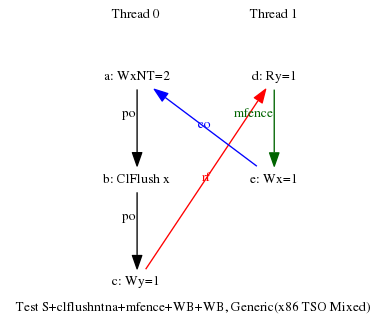 Thread 0 Thread 1
a: WxNT=2 d: Ry=1
po mfence
co
b: ClFlush x e: Wx=1
rf
po
c: Wy=1
Test S+clflushntna+mfence+WB+WB, Generic(x86 TSO Mixed)